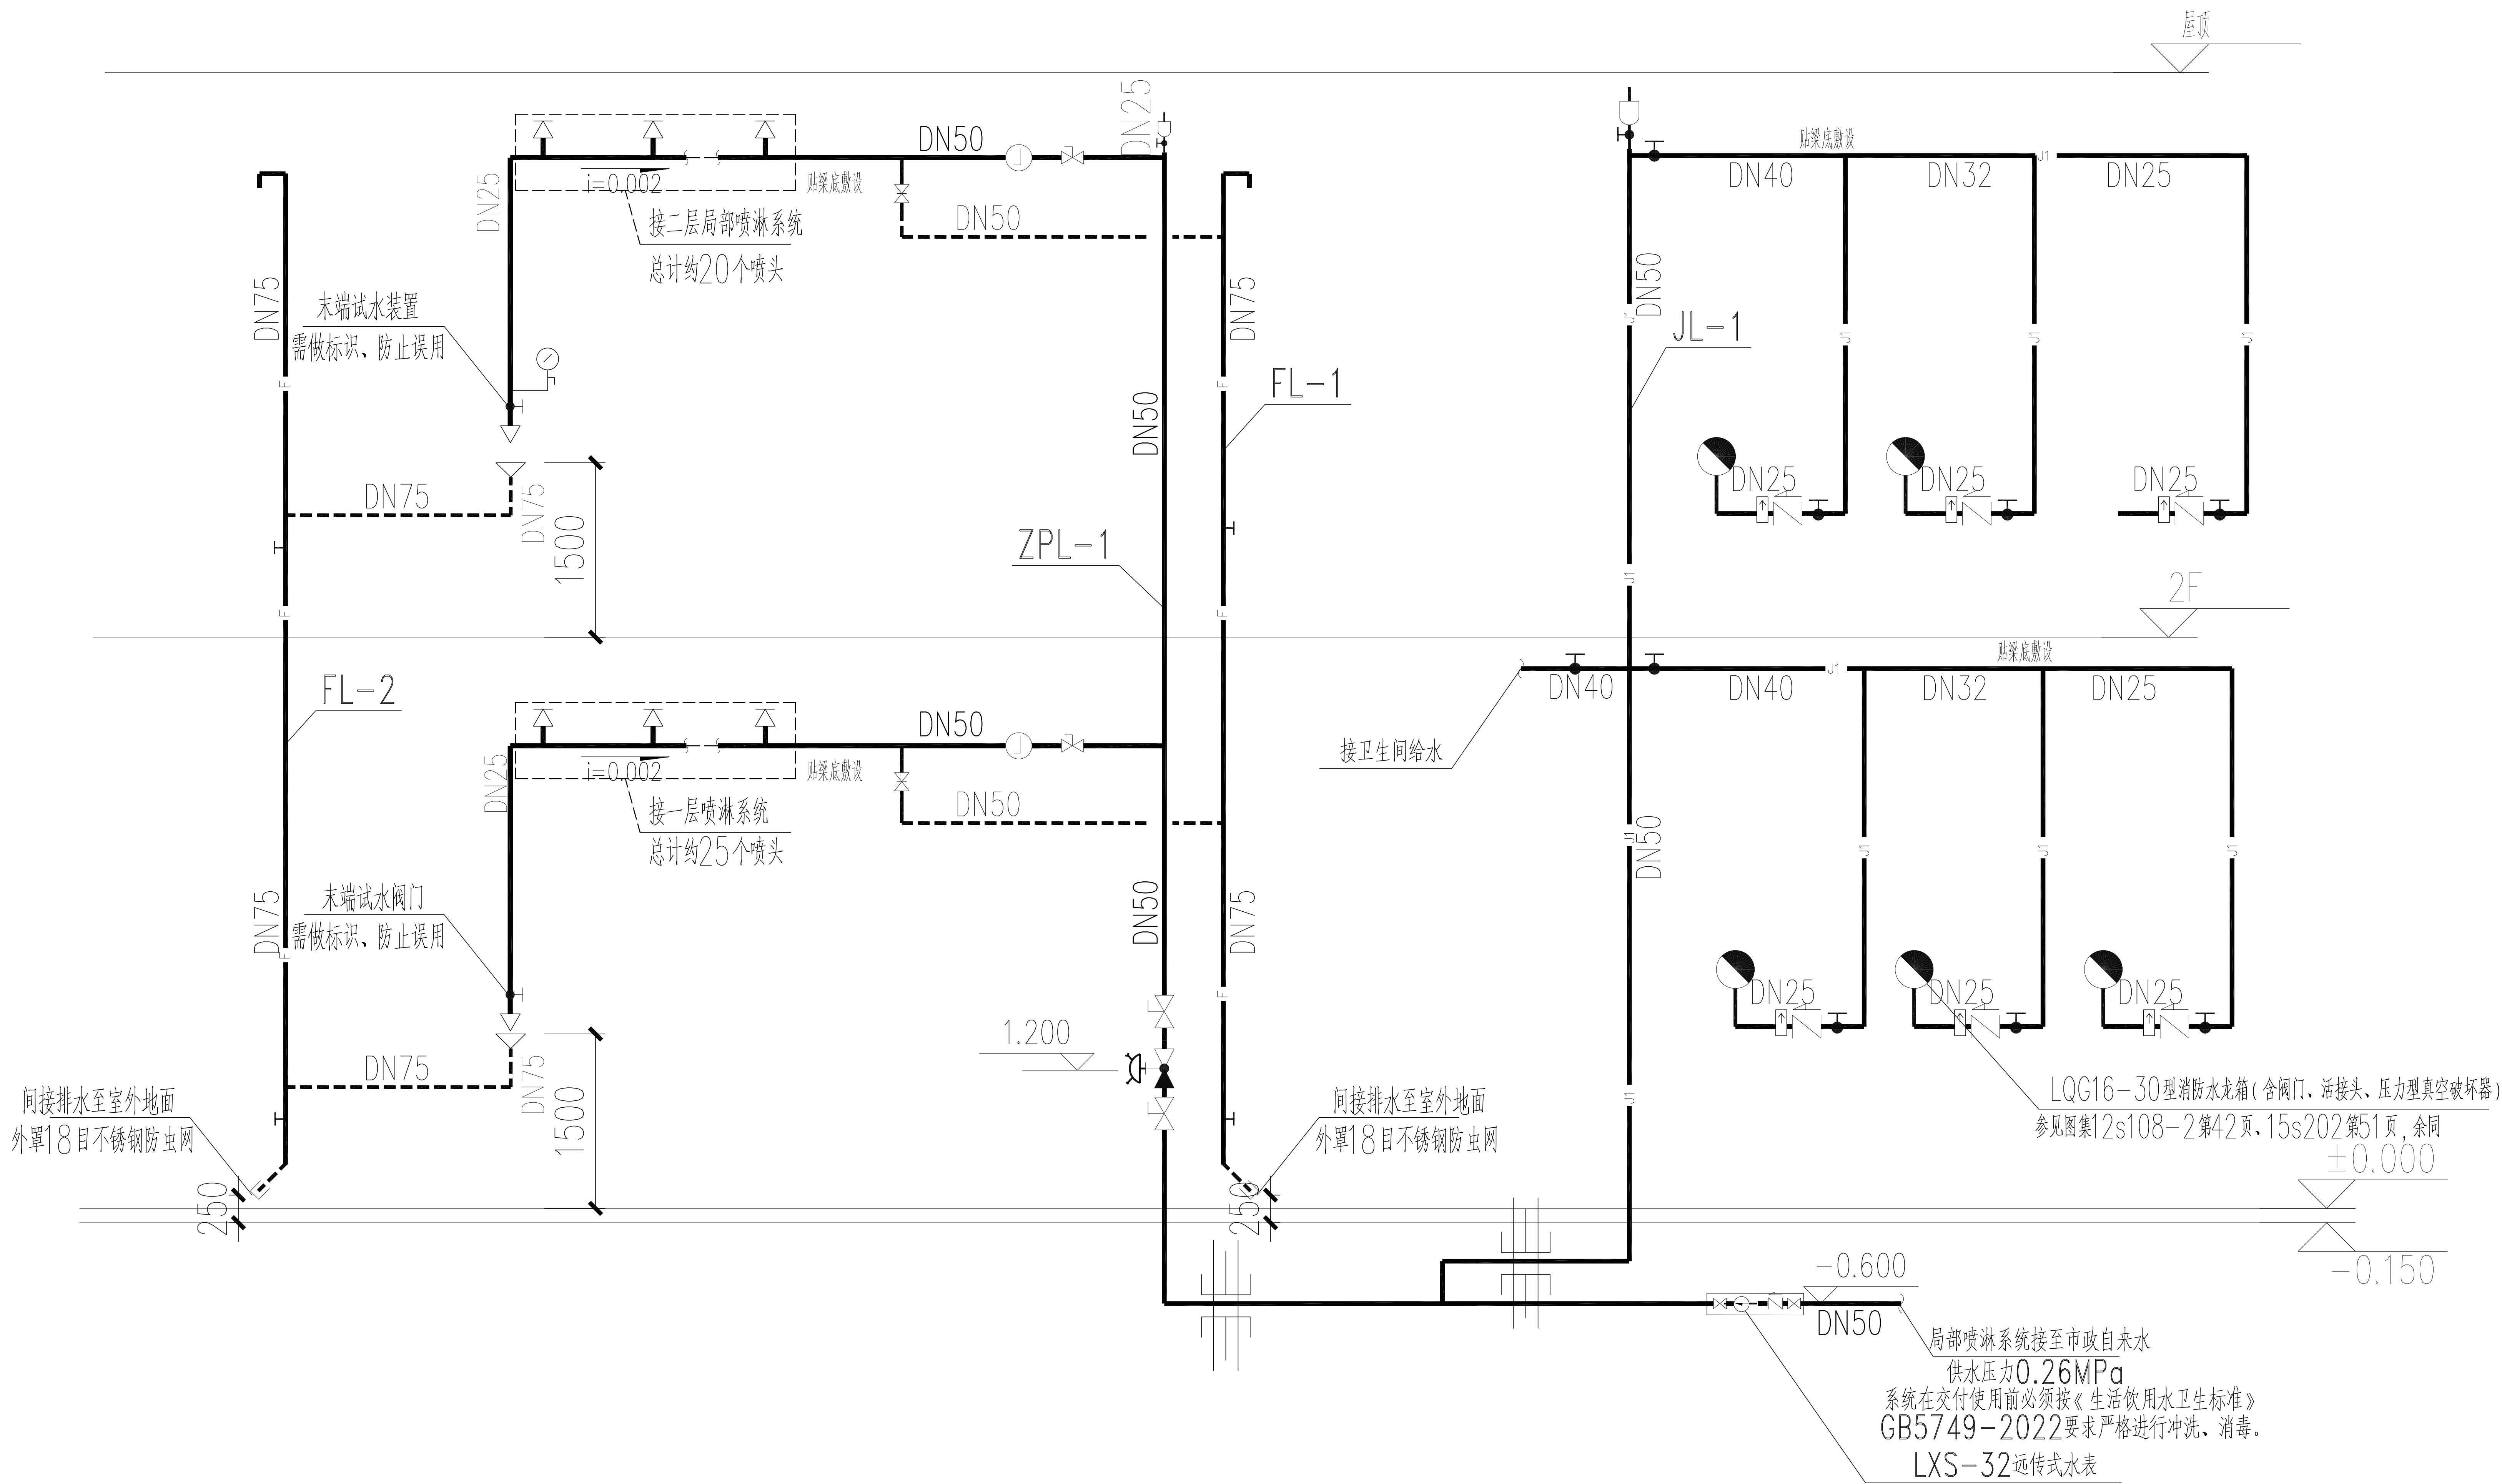 屋顶
DN25
DN50
贴梁底敷设
DN40
DN32
J1
DN25
DN25
i=0.002
贴梁底敷设
DN50
接二层局部喷淋系统
总计约20个喷头
DN75
末端试水装置
需做标识、防止误用
DN75
DN50
J1
JL-1
J1
J1
J1
F
F
FL-1
DN50
DN25
DN25
DN25
DN75
DN75
1500
ZPL-1
J1
2F
F
F
贴梁底敷设
J1
DN40
DN40
DN32
DN25
FL-2
DN50
接卫生间给水
DN25
i=0.002
贴梁底敷设
DN50
接一层喷淋系统
总计约25个喷头
J1
DN50
J1
J1
J1
末端试水阀门
需做标识、防止误用
DN75
DN50
DN75
F
F
DN25
DN25
DN25
1.200
DN75
DN75
1500
J1
间接排水至室外地面
外罩18目不锈钢防虫网
间接排水至室外地面
外罩18目不锈钢防虫网
LQG16-30型消防水龙箱(含阀门、活接头、压力型真空破坏器)
参见图集12s108-2第42页、15s202第51页,余同
±0.000
250
250
-0.150
-0.600
DN50
局部喷淋系统接至市政自来水
供水压力0.26MPa
系统在交付使用前必须按《生活饮用水卫生标准》
GB5749-2022要求严格进行冲洗、消毒。
LXS-32远传式水表